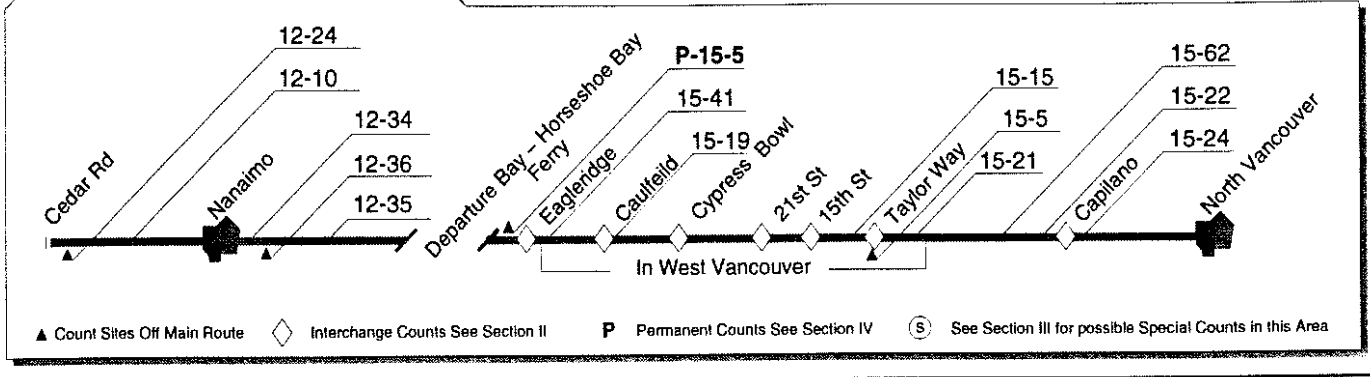 12-24
12-10
12-34
12-36
12-35
Cedar Rd
Nanaimo
Departure Bay – Horseshoe Bay
Ferry
P-15-5
15-41
15-19
Eagleridge
Caulfeild
Cypress Bowl
21st St
15th St
Taylor Way
15-15
15-5
15-21
15-62
15-22
15-24
Capilano
North Vancouver
In West Vancouver
Count Sites Off Main Route
Interchange Counts See Section II
P Permanent Counts See Section IV
S See Section III for possible Special Counts in this Area